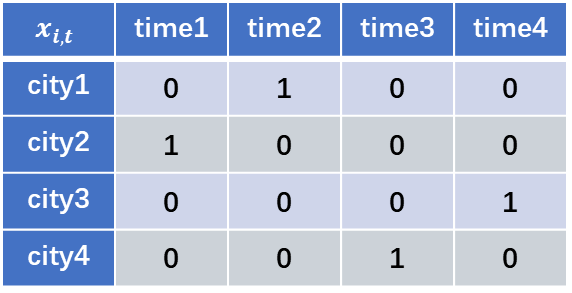 x_{i,t} time1 time2 time3 time4
city1 0 1 0 0
city2 1 0 0 0
city3 0 0 0 1
city4 0 0 1 0